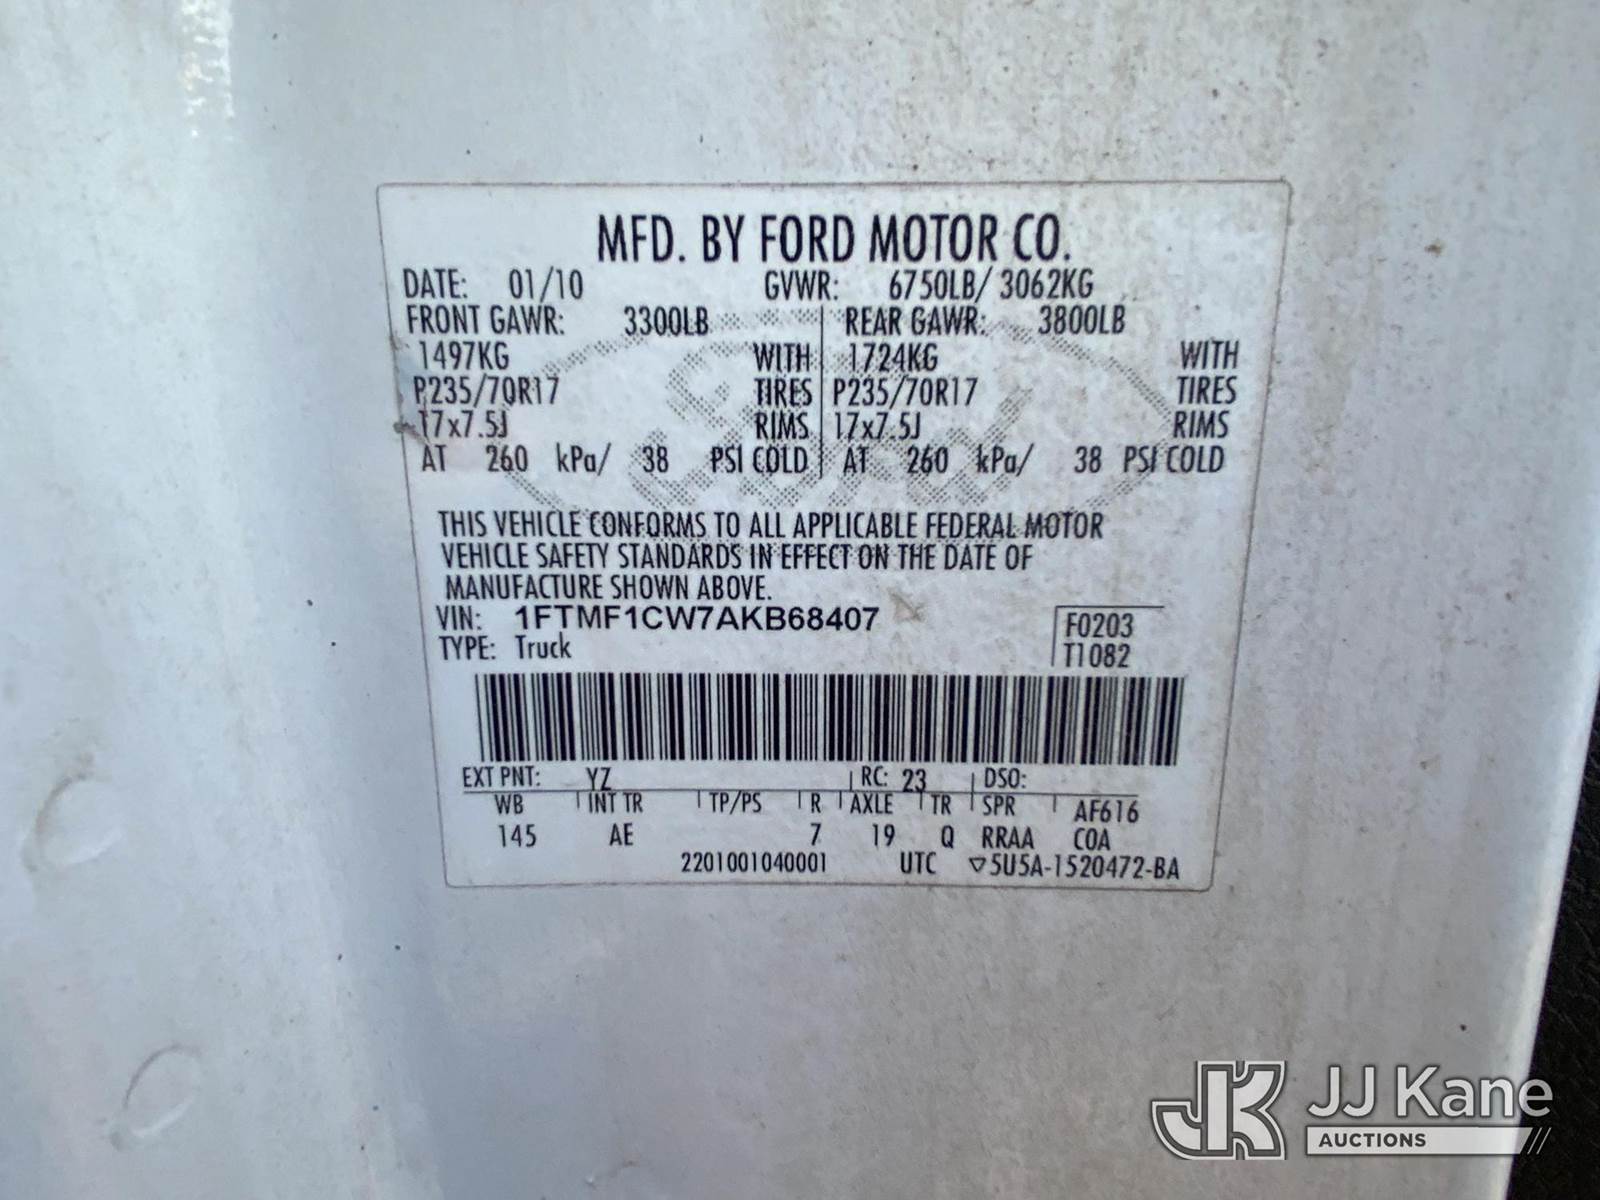 MFD. BY FORD MOTOR CO.
DATE: 01/10 GVWR: 6750LB/ 3062KG
FRONT GAWR: 3300LB REAR GAWR: 3800LB
1497KG WITH 1724KG WITH
P235/70R17 TIRES P235/70R17 TIRES
17x7.5J RIMS 17x7.5J RIMS
AT 260 kPa/ 38 PSI COLD AT 260 kPa/ 38 PSI COLD
THIS VEHICLE CONFORMS TO ALL APPLICABLE FEDERAL MOTOR
VEHICLE SAFETY STANDARDS IN EFFECT ON THE DATE OF
MANUFACTURE SHOWN ABOVE.
VIN: 1FTMF1CW7AKB68407 F0203
TYPE: Truck T1082
EXT PNT: YZ RC: 23 DSO:
WB INT TR TP/PS R AXLE TR SPR AF616
145 AE 7 19 Q RRAA COA
2201001040001 UTC ▽5U5A-1520472-BA
JK JJ Kane
AUCTIONS